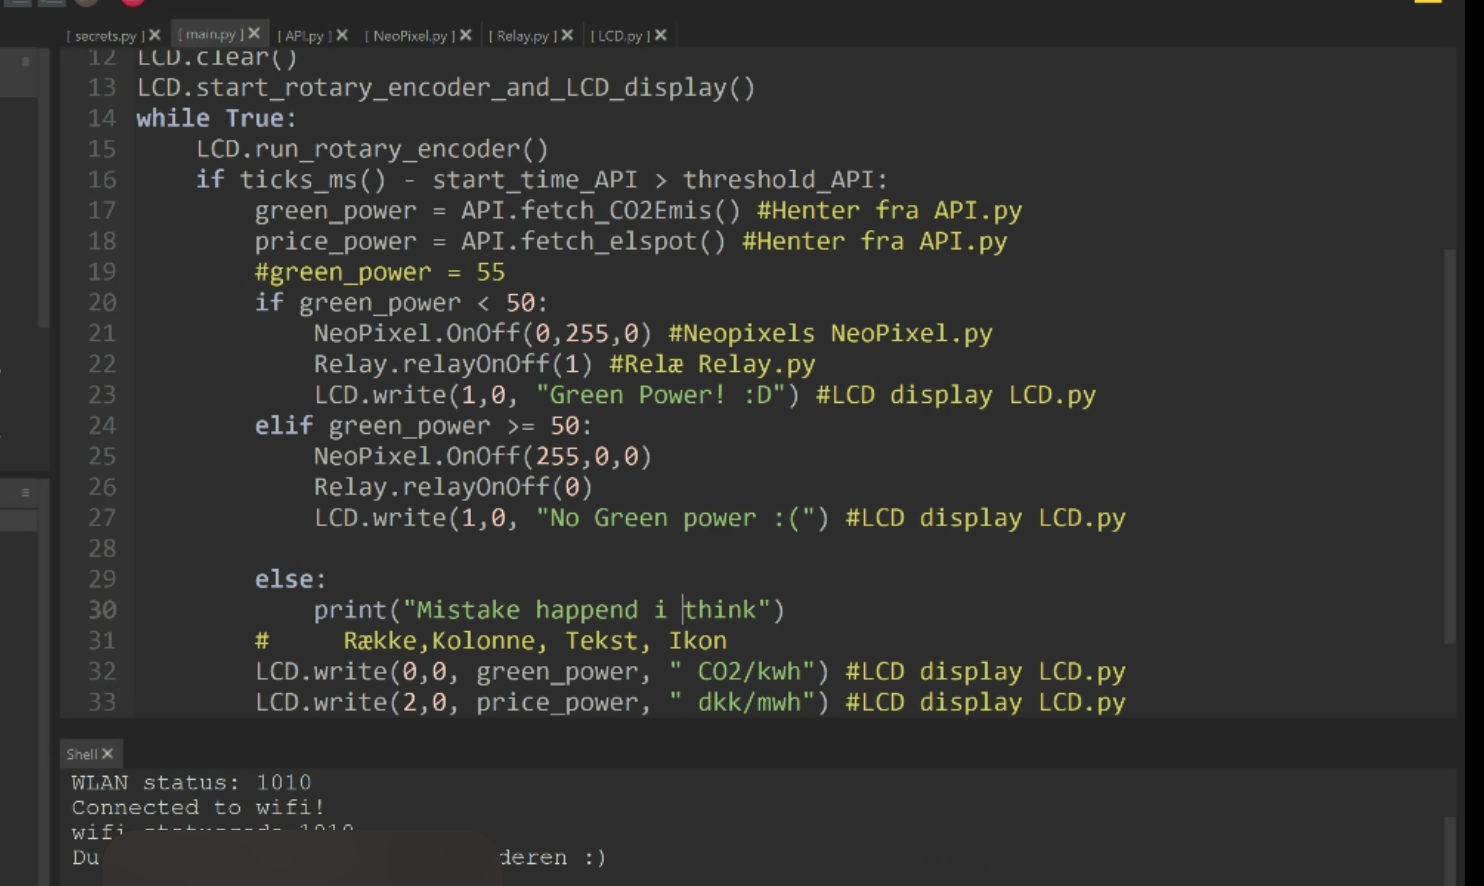 [ secrets.py ] ✕ [ main.py ] ✕ [ API.py ] ✕ [ NeoPixel.py ] ✕ [ Relay.py ] ✕ [ LCD.py ] ✕
12 LCD.clear()
13 LCD.start_rotary_encoder_and_LCD_display()
14 while True:
15     LCD.run_rotary_encoder()
16     if ticks_ms() - start_time_API > threshold_API:
17         green_power = API.fetch_CO2Emis() #Henter fra API.py
18         price_power = API.fetch_elspot() #Henter fra API.py
19         #green_power = 55
20         if green_power < 50:
21             NeoPixel.OnOff(0,255,0) #Neopixels NeoPixel.py
22             Relay.relayOnOff(1) #Relæ Relay.py
23             LCD.write(1,0, "Green Power! :D") #LCD display LCD.py
24         elif green_power >= 50:
25             NeoPixel.OnOff(255,0,0)
26             Relay.relayOnOff(0)
27             LCD.write(1,0, "No Green power :(") #LCD display LCD.py
28
29         else:
30             print("Mistake happend i think")
31         #     Række,Kolonne, Tekst, Ikon
32         LCD.write(0,0, green_power, " CO2/kwh") #LCD display LCD.py
33         LCD.write(2,0, price_power, " dkk/mwh") #LCD display LCD.py
Shell ✕
WLAN status: 1010
Connected to wifi!
wifi 1010
Du deren :)